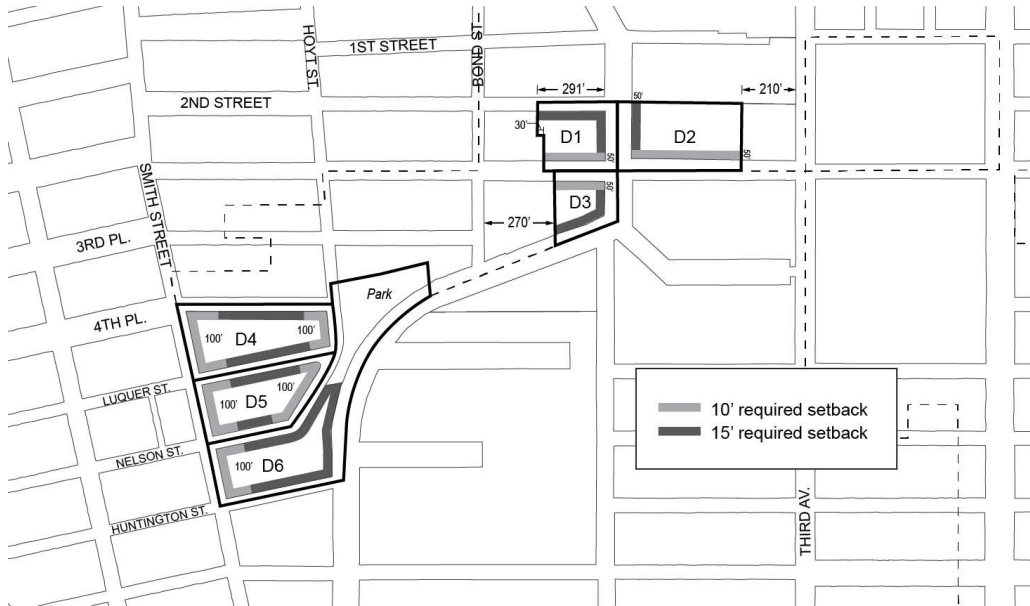 HOYT ST.
1ST STREET
BOND ST.
2ND STREET
291'
210'
50'
30'
D1
D2
50'
50'
SMITH STREET
D3
50'
270'
3RD PL.
Park
4TH PL.
100'
D4
100'
LUQUER ST.
100'
D5
100'
10' required setback
15' required setback
NELSON ST.
100'
D6
HUNTINGTON ST.
THIRD AV.